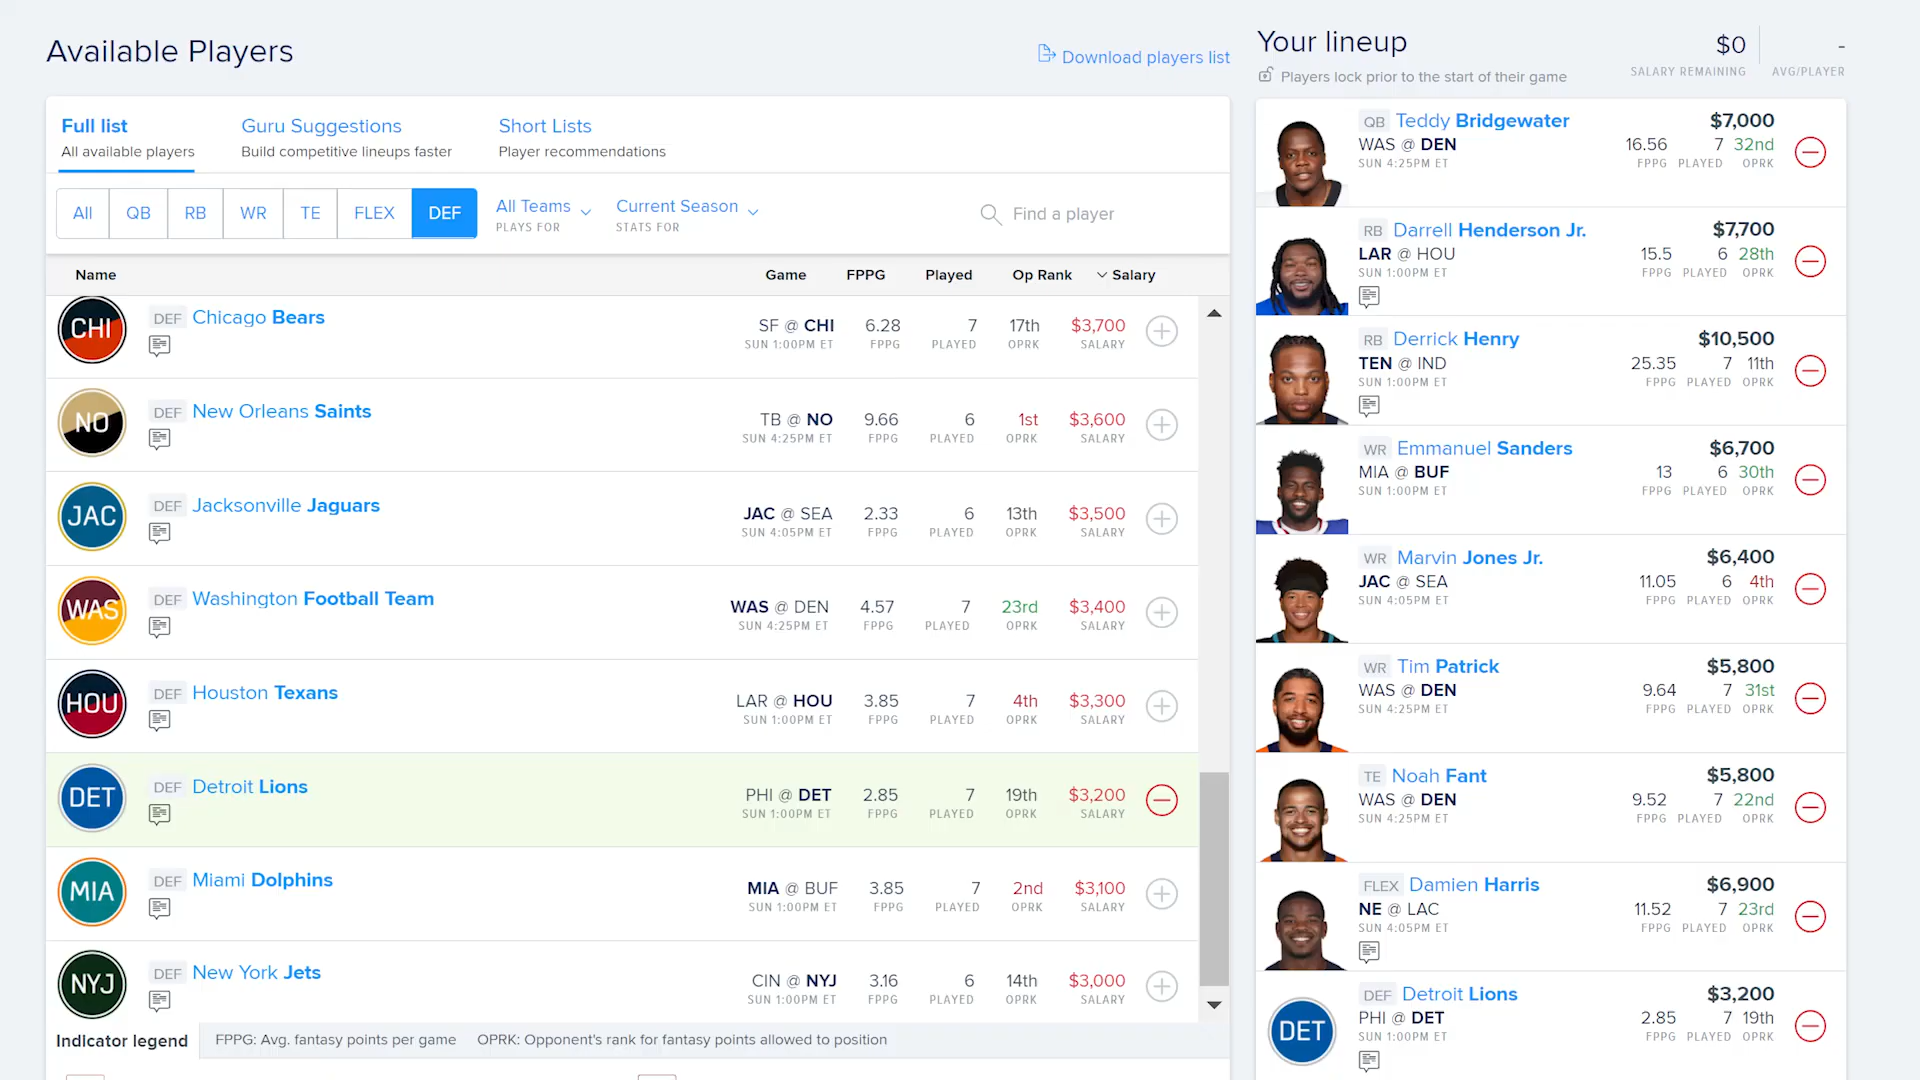 Available Players
Download players list
Full list
All available players
Guru Suggestions
Build competitive lineups faster
Short Lists
Player recommendations
All QB RB WR TE FLEX DEF
All Teams
PLAYS FOR
Current Season
STATS FOR
Find a player
Name Game FPPG Played Op Rank Salary
CHI DEF Chicago Bears SF @ CHI 6.28 7 17th $3,700
SUN 1:00PM ET FPPG PLAYED OPRK SALARY
NO DEF New Orleans Saints TB @ NO 9.66 6 1st $3,600
SUN 4:25PM ET FPPG PLAYED OPRK SALARY
JAC DEF Jacksonville Jaguars JAC @ SEA 2.33 6 13th $3,500
SUN 4:05PM ET FPPG PLAYED OPRK SALARY
WAS DEF Washington Football Team WAS @ DEN 4.57 7 23rd $3,400
SUN 4:25PM ET FPPG PLAYED OPRK SALARY
HOU DEF Houston Texans LAR @ HOU 3.85 7 4th $3,300
SUN 1:00PM ET FPPG PLAYED OPRK SALARY
DET DEF Detroit Lions PHI @ DET 2.85 7 19th $3,200
SUN 1:00PM ET FPPG PLAYED OPRK SALARY
MIA DEF Miami Dolphins MIA @ BUF 3.85 7 2nd $3,100
SUN 1:00PM ET FPPG PLAYED OPRK SALARY
NYJ DEF New York Jets CIN @ NYJ 3.16 6 14th $3,000
SUN 1:00PM ET FPPG PLAYED OPRK SALARY
Indicator legend FPPG: Avg. fantasy points per game OPRK: Opponent's rank for fantasy points allowed to position
Your lineup
Players lock prior to the start of their game
$0
SALARY REMAINING
-
AVG/PLAYER
QB Teddy Bridgewater $7,000
WAS @ DEN 16.56 7 32nd
SUN 4:25PM ET FPPG PLAYED OPRK
RB Darrell Henderson Jr. $7,700
LAR @ HOU 15.5 6 28th
SUN 1:00PM ET FPPG PLAYED OPRK
RB Derrick Henry $10,500
TEN @ IND 25.35 7 11th
SUN 1:00PM ET FPPG PLAYED OPRK
WR Emmanuel Sanders $6,700
MIA @ BUF 13 6 30th
SUN 1:00PM ET FPPG PLAYED OPRK
WR Marvin Jones Jr. $6,400
JAC @ SEA 11.05 6 4th
SUN 4:05PM ET FPPG PLAYED OPRK
WR Tim Patrick $5,800
WAS @ DEN 9.64 7 31st
SUN 4:25PM ET FPPG PLAYED OPRK
TE Noah Fant $5,800
WAS @ DEN 9.52 7 22nd
SUN 4:25PM ET FPPG PLAYED OPRK
FLEX Damien Harris $6,900
NE @ LAC 11.52 7 23rd
SUN 4:05PM ET FPPG PLAYED OPRK
DET DEF Detroit Lions $3,200
PHI @ DET 2.85 7 19th
SUN 1:00PM ET FPPG PLAYED OPRK